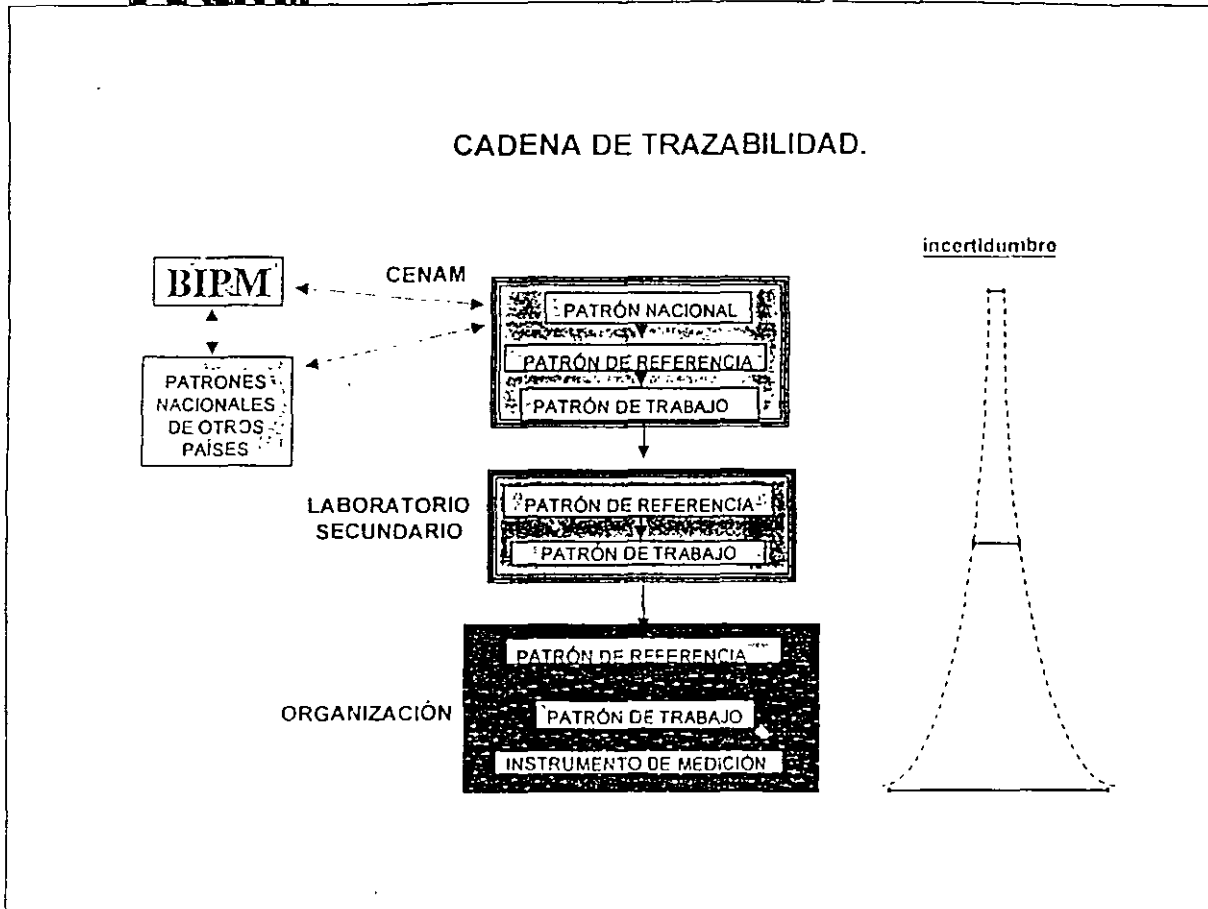 CADENA DE TRAZABILIDAD.
incertidumbre
BIPM
CENAM
PATRÓN NACIONAL
PATRÓN DE REFERENCIA
PATRÓN DE TRABAJO
PATRONES
NACIONALES
DE OTROS
PAÍSES
LABORATORIO
SECUNDARIO
PATRÓN DE REFERENCIA
PATRÓN DE TRABAJO
ORGANIZACIÓN
PATRÓN DE REFERENCIA
PATRÓN DE TRABAJO
INSTRUMENTO DE MEDICIÓN